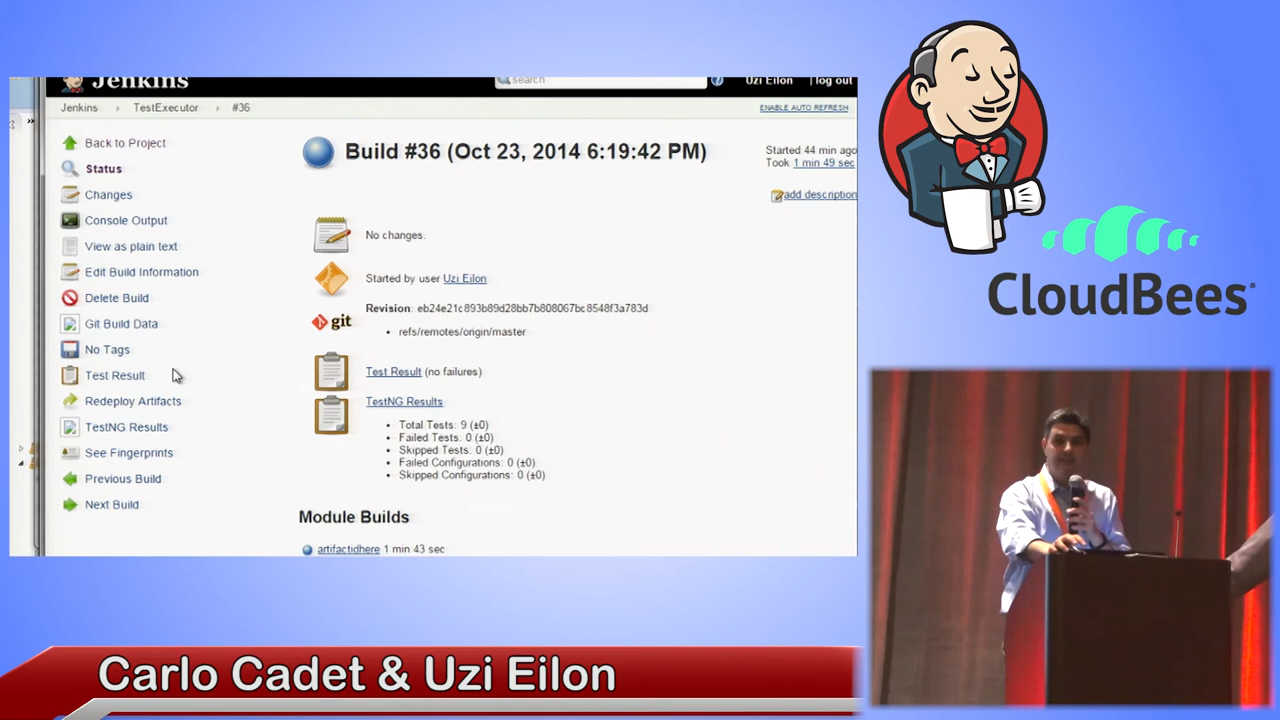 Jenkins
search
Uzi Eilon | log out
Jenkins › TestExecutor › #36
ENABLE AUTO REFRESH
Back to Project
Status
Changes
Console Output
View as plain text
Edit Build Information
Delete Build
Git Build Data
No Tags
Test Result
Redeploy Artifacts
TestNG Results
See Fingerprints
Previous Build
Next Build
Build #36 (Oct 23, 2014 6:19:42 PM)
Started 44 min ago
Took 1 min 49 sec
add description
No changes.
Started by user Uzi Eilon
Revision: eb24e21c893b89d28bb7b808067bc8548f3a783d
git
refs/remotes/origin/master
Test Result (no failures)
TestNG Results
Total Tests: 9 (±0)
Failed Tests: 0 (±0)
Skipped Tests: 0 (±0)
Failed Configurations: 0 (±0)
Skipped Configurations: 0 (±0)
Module Builds
artifactidhere 1 min 43 sec
CloudBees
Carlo Cadet & Uzi Eilon